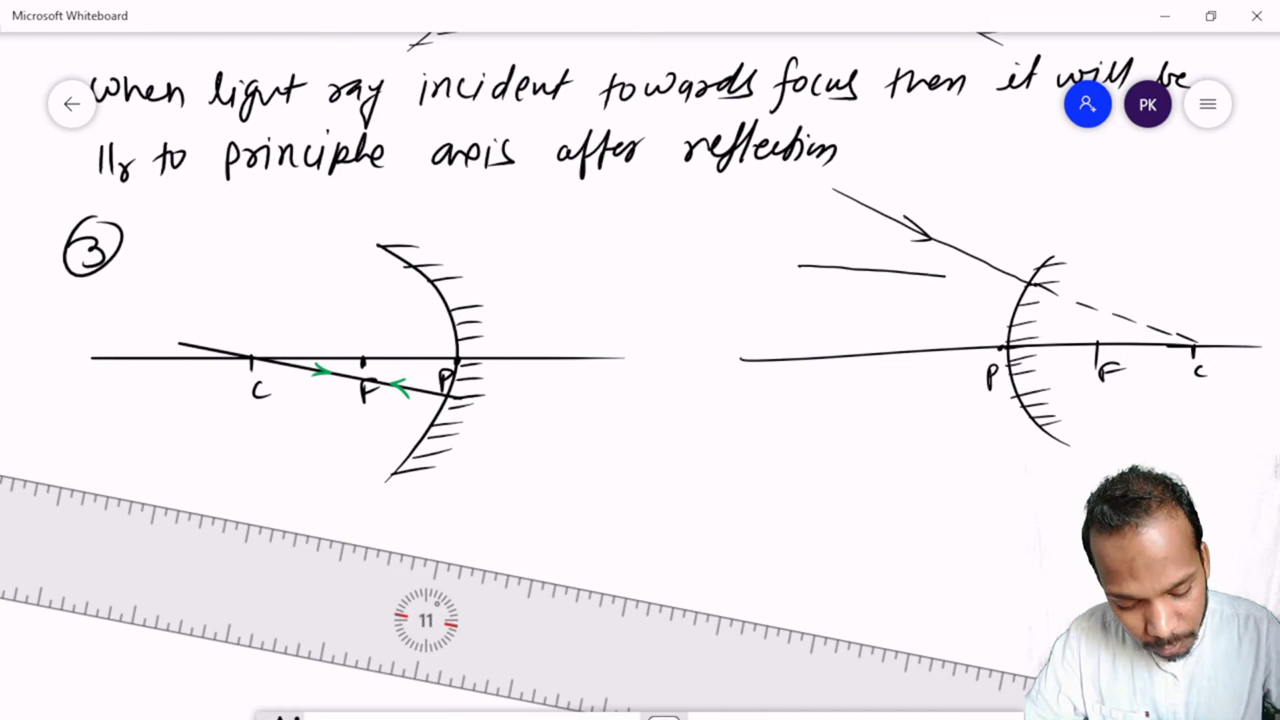 Microsoft Whiteboard
When light ray incident towards focus then it will be
PK
llr to principle axis after reflection
3
C F P
P F C
11